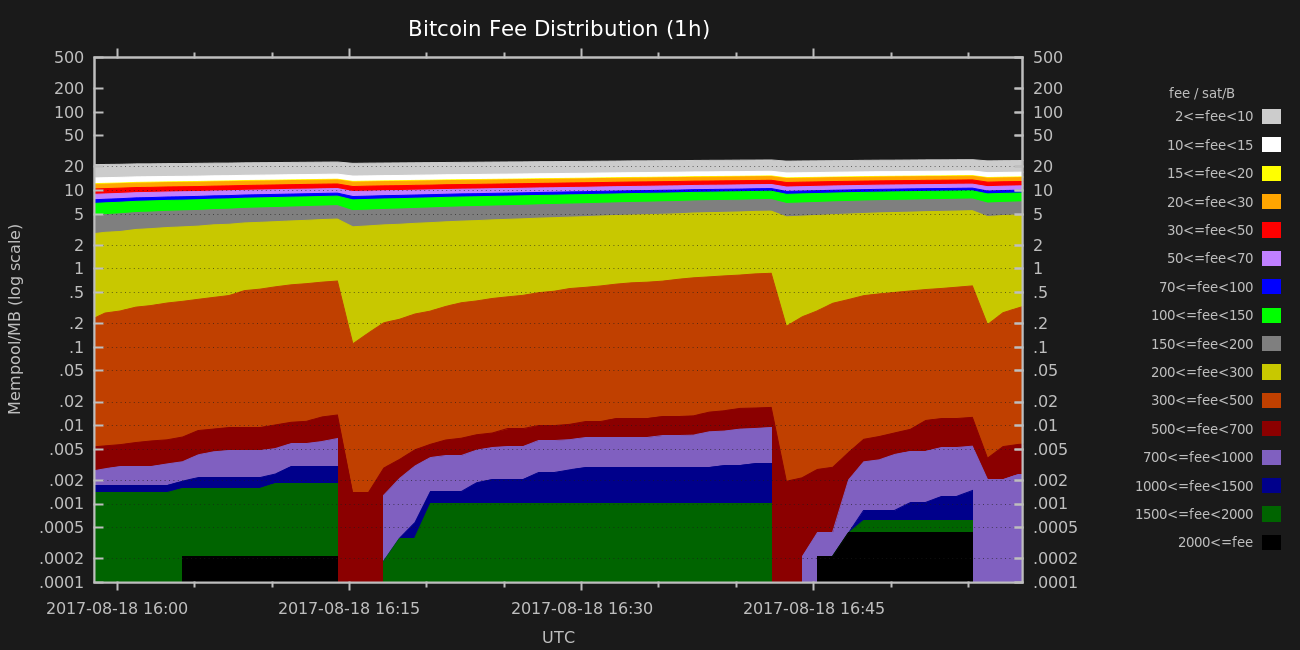 Bitcoin Fee Distribution (1h)
500 500
200 200
100 100
50 50
20 20
10 10
5 5
2 2
1 1
.5 .5
.2 .2
.1 .1
.05 .05
.02 .02
.01 .01
.005 .005
.002 .002
.001 .001
.0005 .0005
.0002 .0002
.0001 .0001
Mempool/MB (log scale)
2017-08-18 16:00 2017-08-18 16:15 2017-08-18 16:30 2017-08-18 16:45
UTC
fee / sat/B
2<=fee<10
10<=fee<15
15<=fee<20
20<=fee<30
30<=fee<50
50<=fee<70
70<=fee<100
100<=fee<150
150<=fee<200
200<=fee<300
300<=fee<500
500<=fee<700
700<=fee<1000
1000<=fee<1500
1500<=fee<2000
2000<=fee